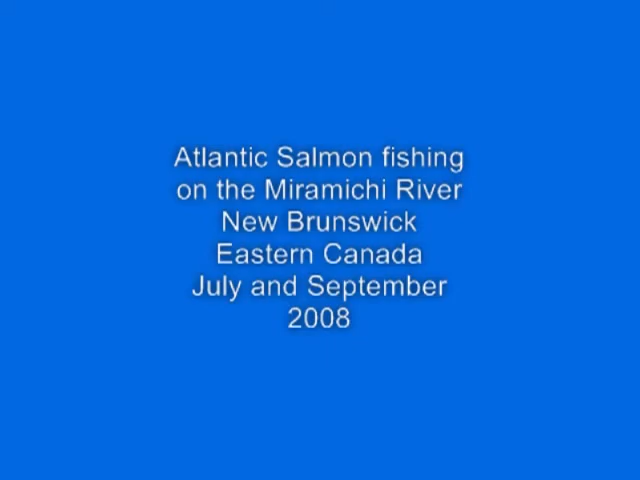 Atlantic Salmon fishing
on the Miramichi River
New Brunswick
Eastern Canada
July and September
2008